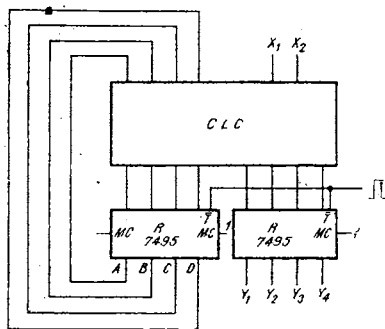 X₁ X₂
CLC
MC R 7495 T̅ MC 1
R 7495 T̅ MC 1
A B C D
Y₁ Y₂ Y₃ Y₄